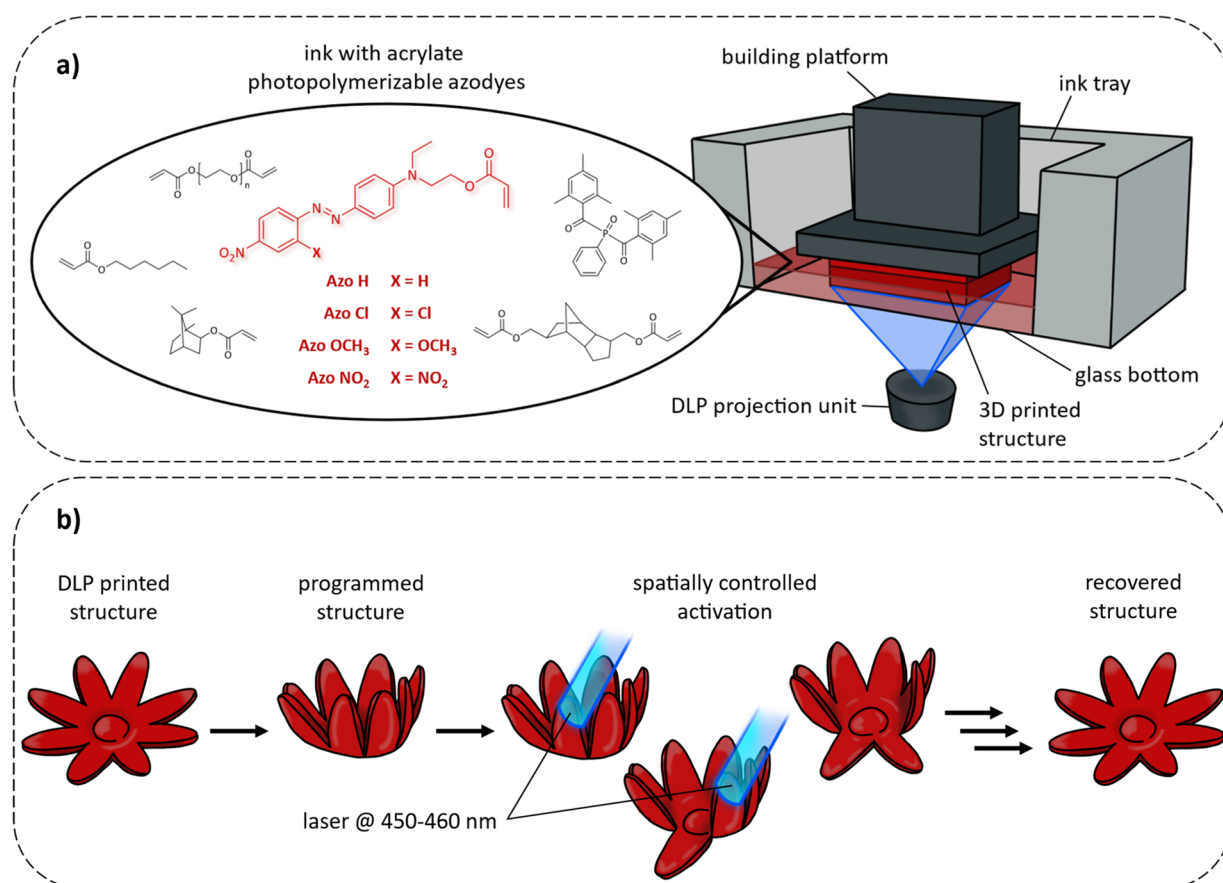 a)
ink with acrylate
photopolymerizable azodyes
building platform
ink tray
O
O
O
n
O
O
N
O
O
N
N
O₂N
X
O
O
O
P
O
O
O
Azo H X = H
Azo Cl X = Cl
Azo OCH₃ X = OCH₃
Azo NO₂ X = NO₂
O
O
O
O
O
O
glass bottom
DLP projection unit
3D printed
structure
b)
DLP printed
structure
programmed
structure
spatially controlled
activation
recovered
structure
laser @ 450-460 nm